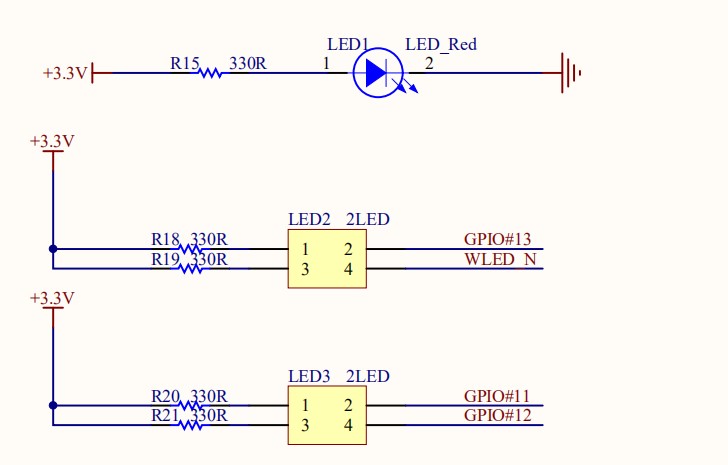 LED1 LED_Red
+3.3V R15 330R 1 2
+3.3V
LED2 2LED
R18 330R 1 2 GPIO#13
R19 330R 3 4 WLED_N
+3.3V
LED3 2LED
R20 330R 1 2 GPIO#11
R21 330R 3 4 GPIO#12